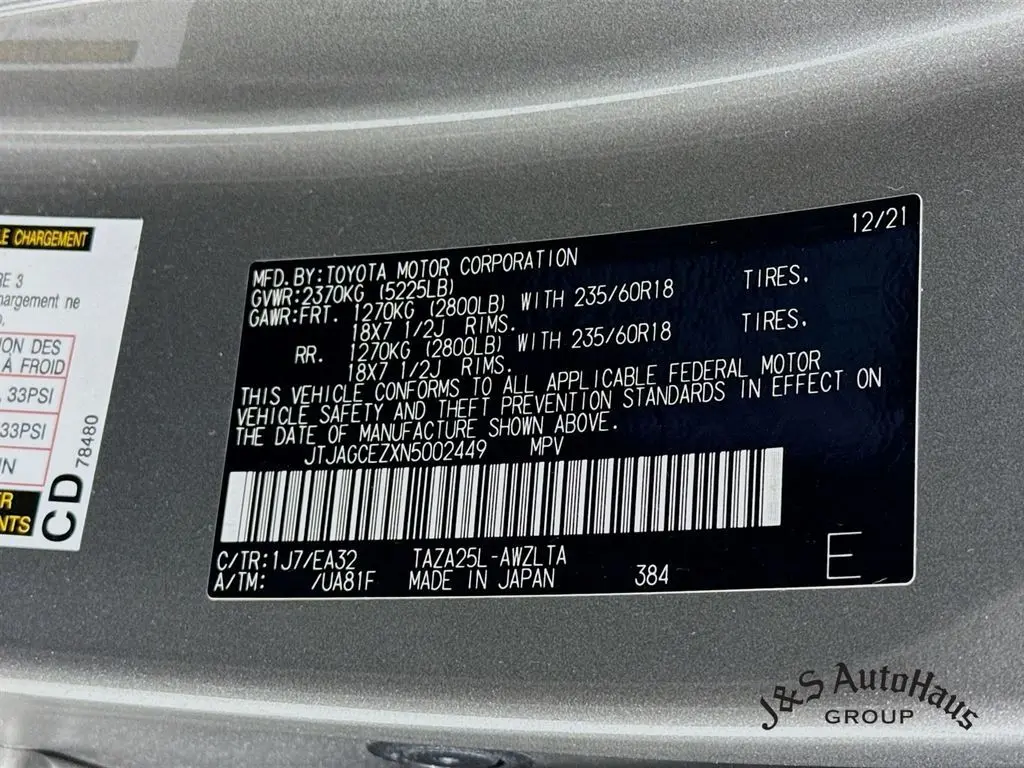 LE CHARGEMENT
RE 3
hargement ne
ON DES
À FROID
33PSI
33PSI
CD 78480
12/21
MFD.BY:TOYOTA MOTOR CORPORATION
GVWR:2370KG (5225LB)
GAWR:FRT. 1270KG (2800LB) WITH 235/60R18 TIRES.
18X7 1/2J RIMS.
RR. 1270KG (2800LB) WITH 235/60R18 TIRES.
18X7 1/2J RIMS.
THIS VEHICLE CONFORMS TO ALL APPLICABLE FEDERAL MOTOR
VEHICLE SAFETY AND THEFT PREVENTION STANDARDS IN EFFECT ON
THE DATE OF MANUFACTURE SHOWN ABOVE.
JTJAGCEZXN5002449 MPV
C/TR:1J7/EA32 TAZA25L-AWZLTA
A/TM: /UA81F MADE IN JAPAN 384
E
J&S AutoHaus
GROUP